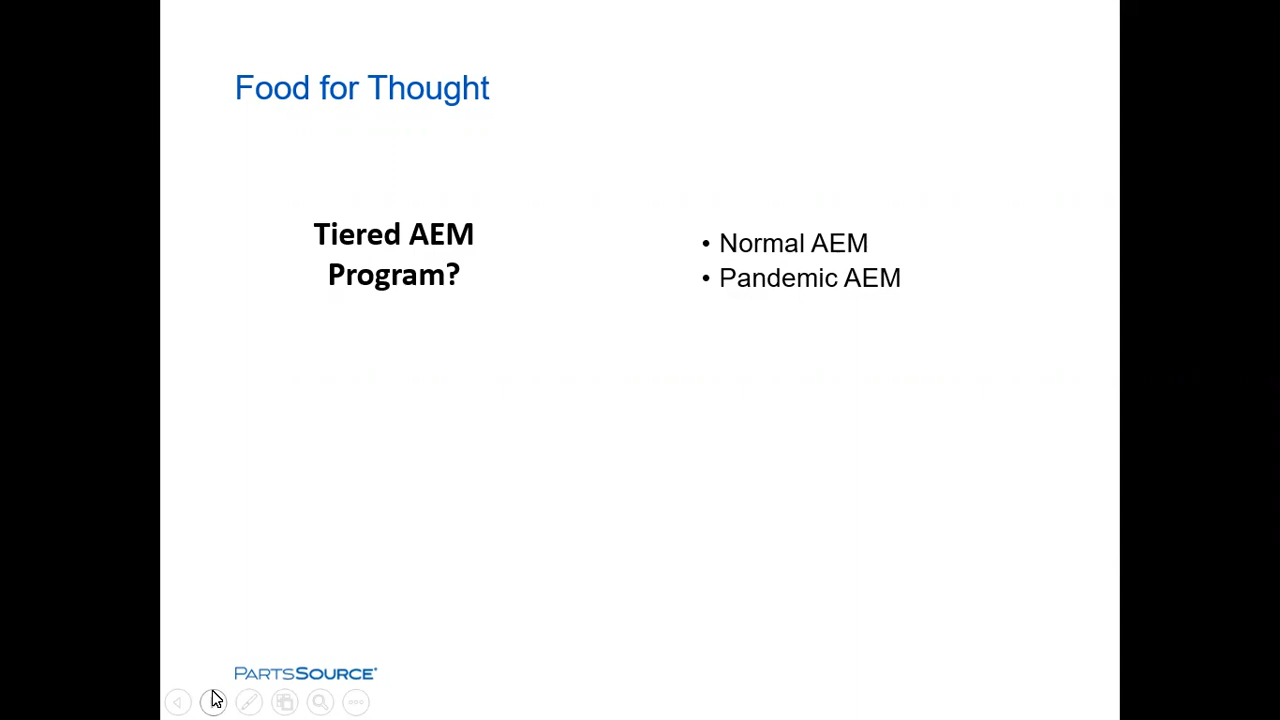 Food for Thought
Tiered AEM
Program?
• Normal AEM
• Pandemic AEM
PARTSSOURCE®